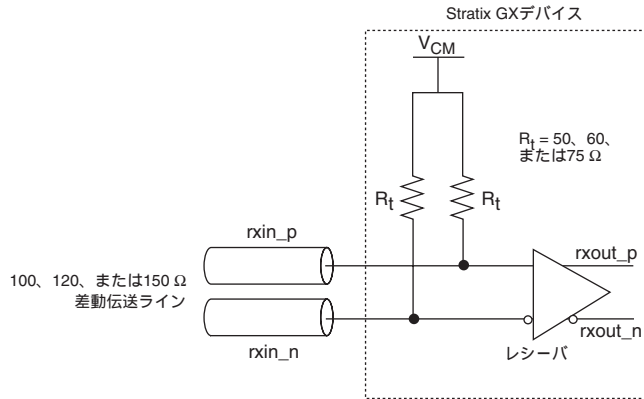 Stratix GXデバイス
VCM
Rt = 50、60、
または75 Ω
Rt
Rt
rxin_p
rxout_p
100、120、または150 Ω
差動伝送ライン
rxin_n
rxout_n
レシーバ